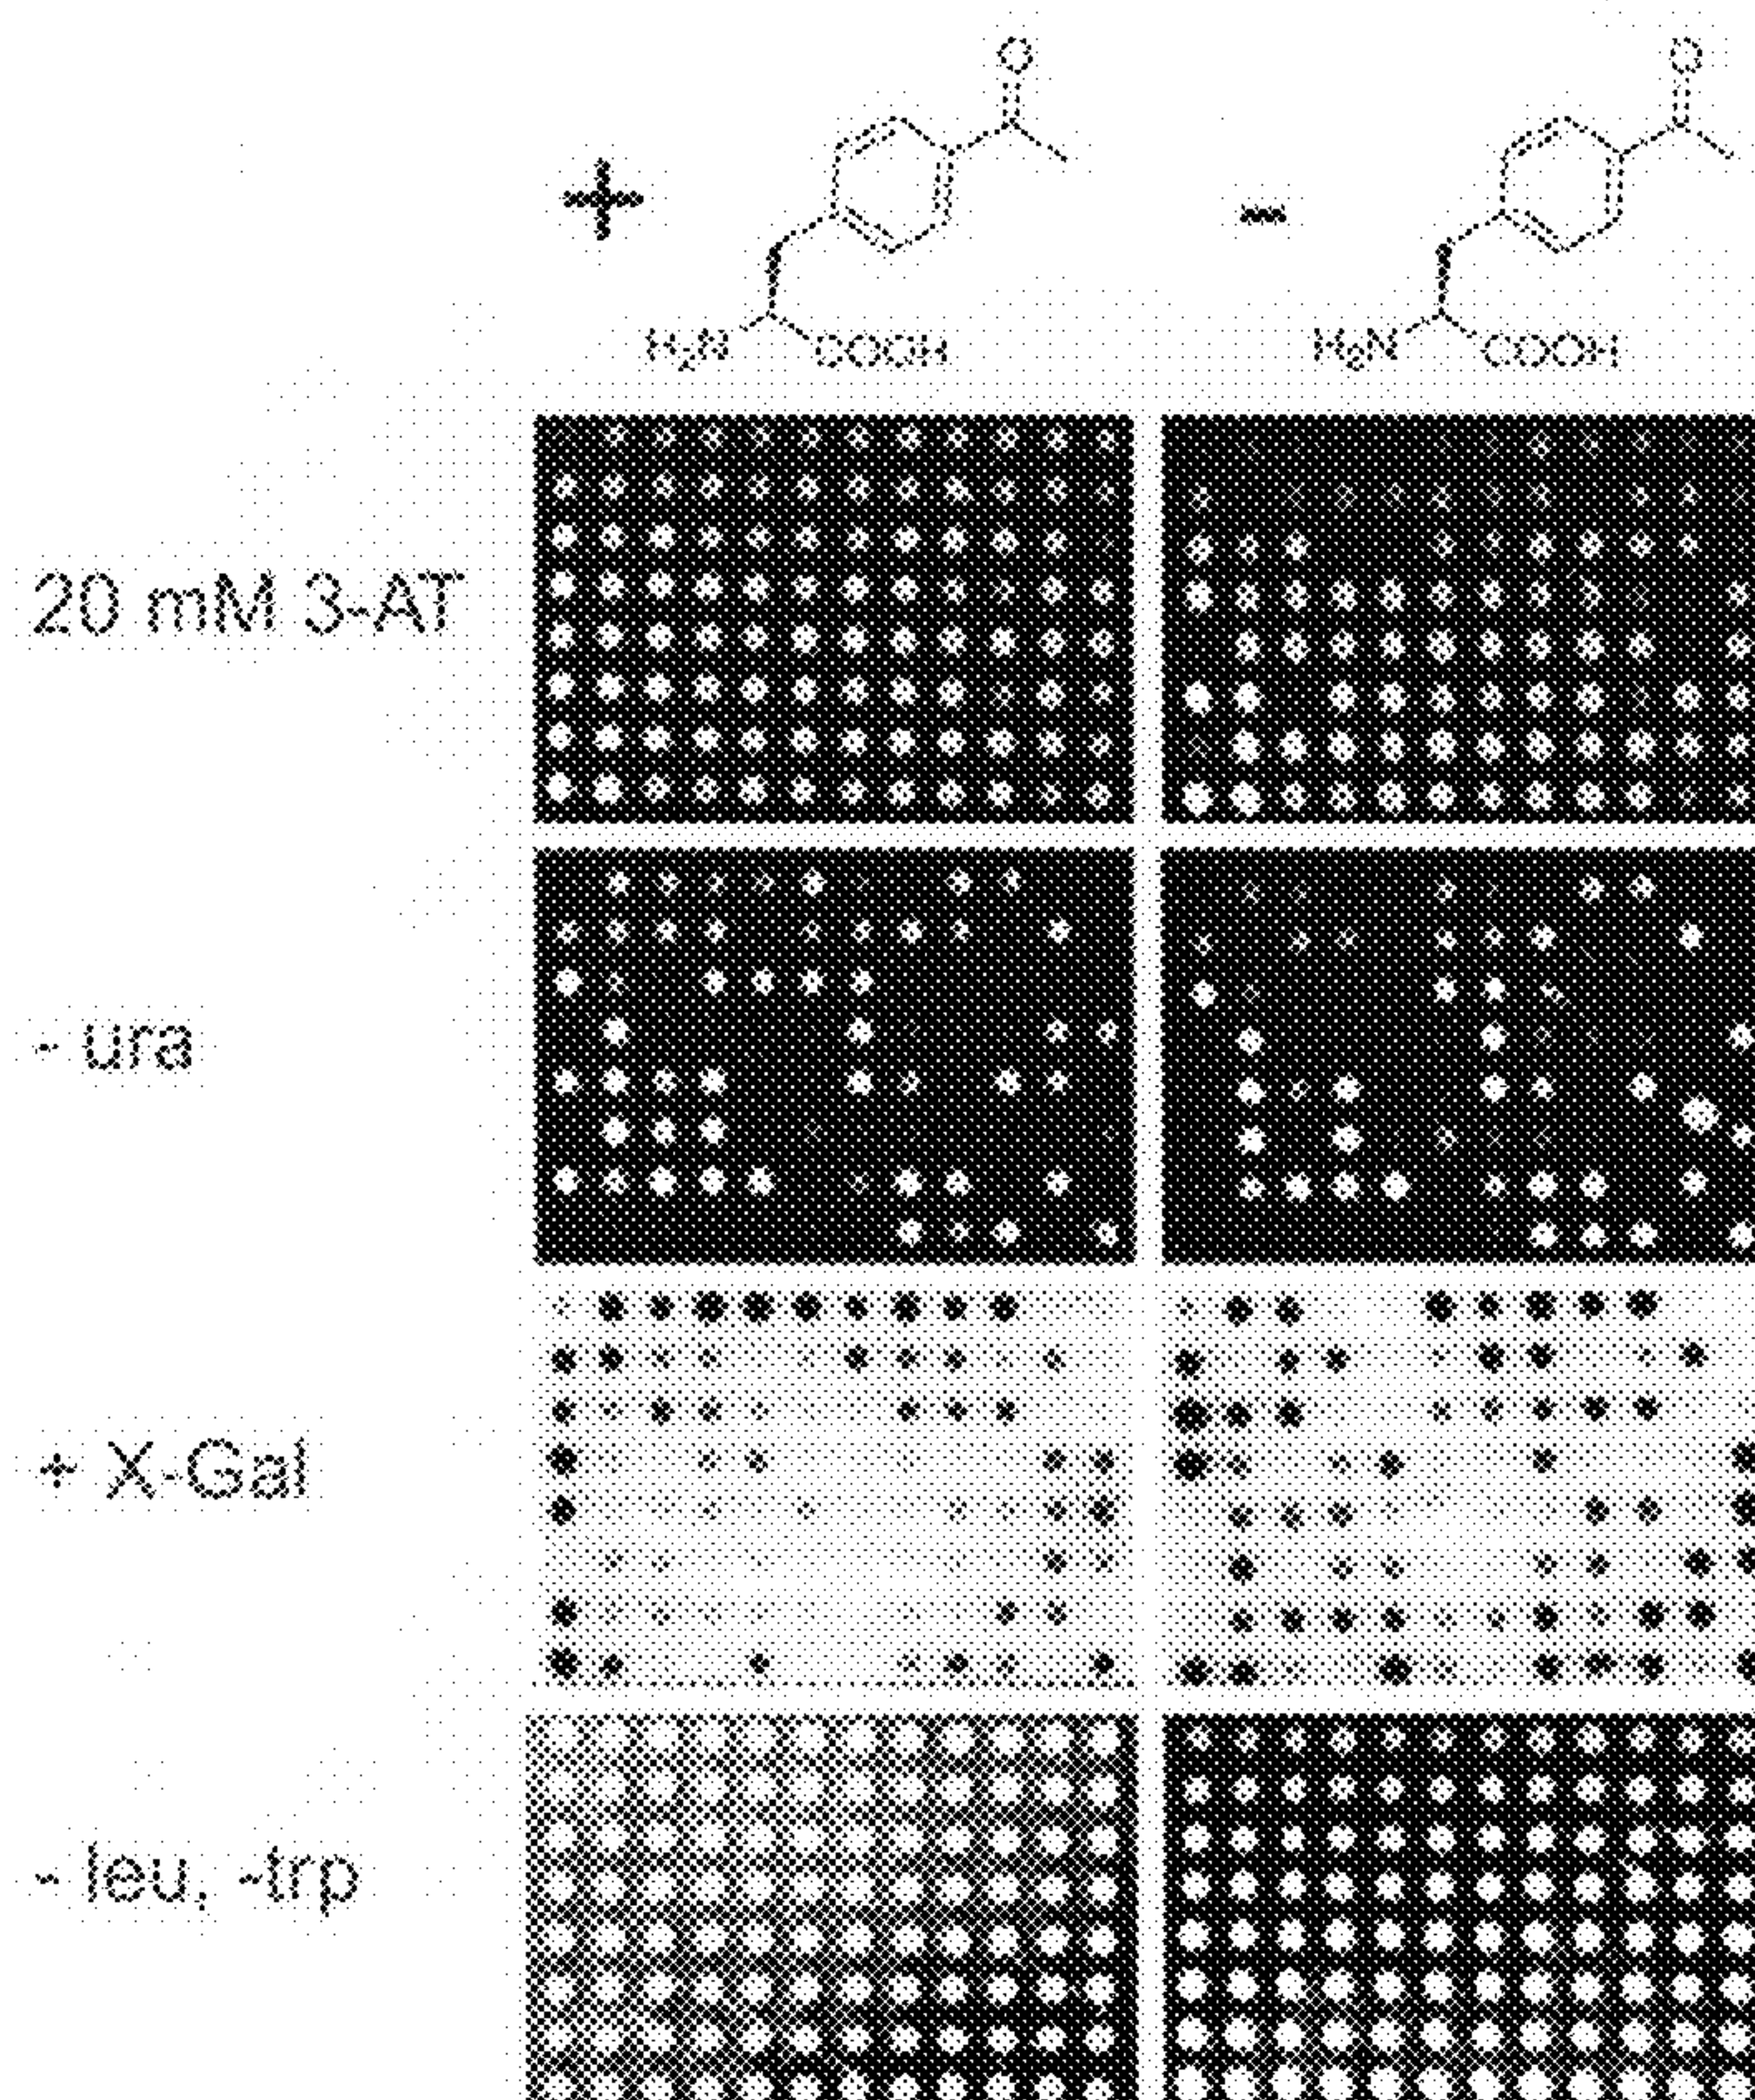 O O
+ -
H₂N COOH H₂N COOH
20 mM 3-AT
- ura
+ X-Gal
- leu, -trp